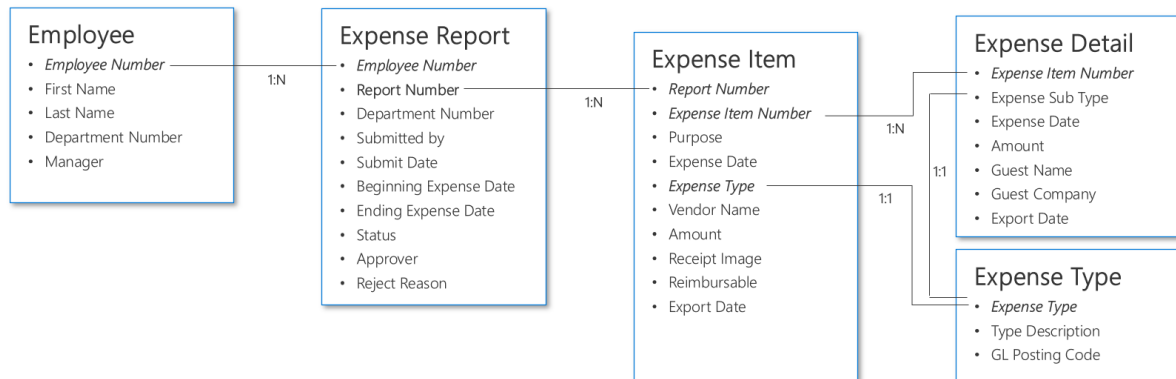 Employee
• Employee Number
• First Name
• Last Name
• Department Number
• Manager
1:N
Expense Report
• Employee Number
• Report Number
• Department Number
• Submitted by
• Submit Date
• Beginning Expense Date
• Ending Expense Date
• Status
• Approver
• Reject Reason
1:N
Expense Item
• Report Number
• Expense Item Number
• Purpose
• Expense Date
• Expense Type
• Vendor Name
• Amount
• Receipt Image
• Reimbursable
• Export Date
1:N
1:1
Expense Detail
• Expense Item Number
• Expense Sub Type
• Expense Date
• Amount
• Guest Name
• Guest Company
• Export Date
1:1
Expense Type
• Expense Type
• Type Description
• GL Posting Code